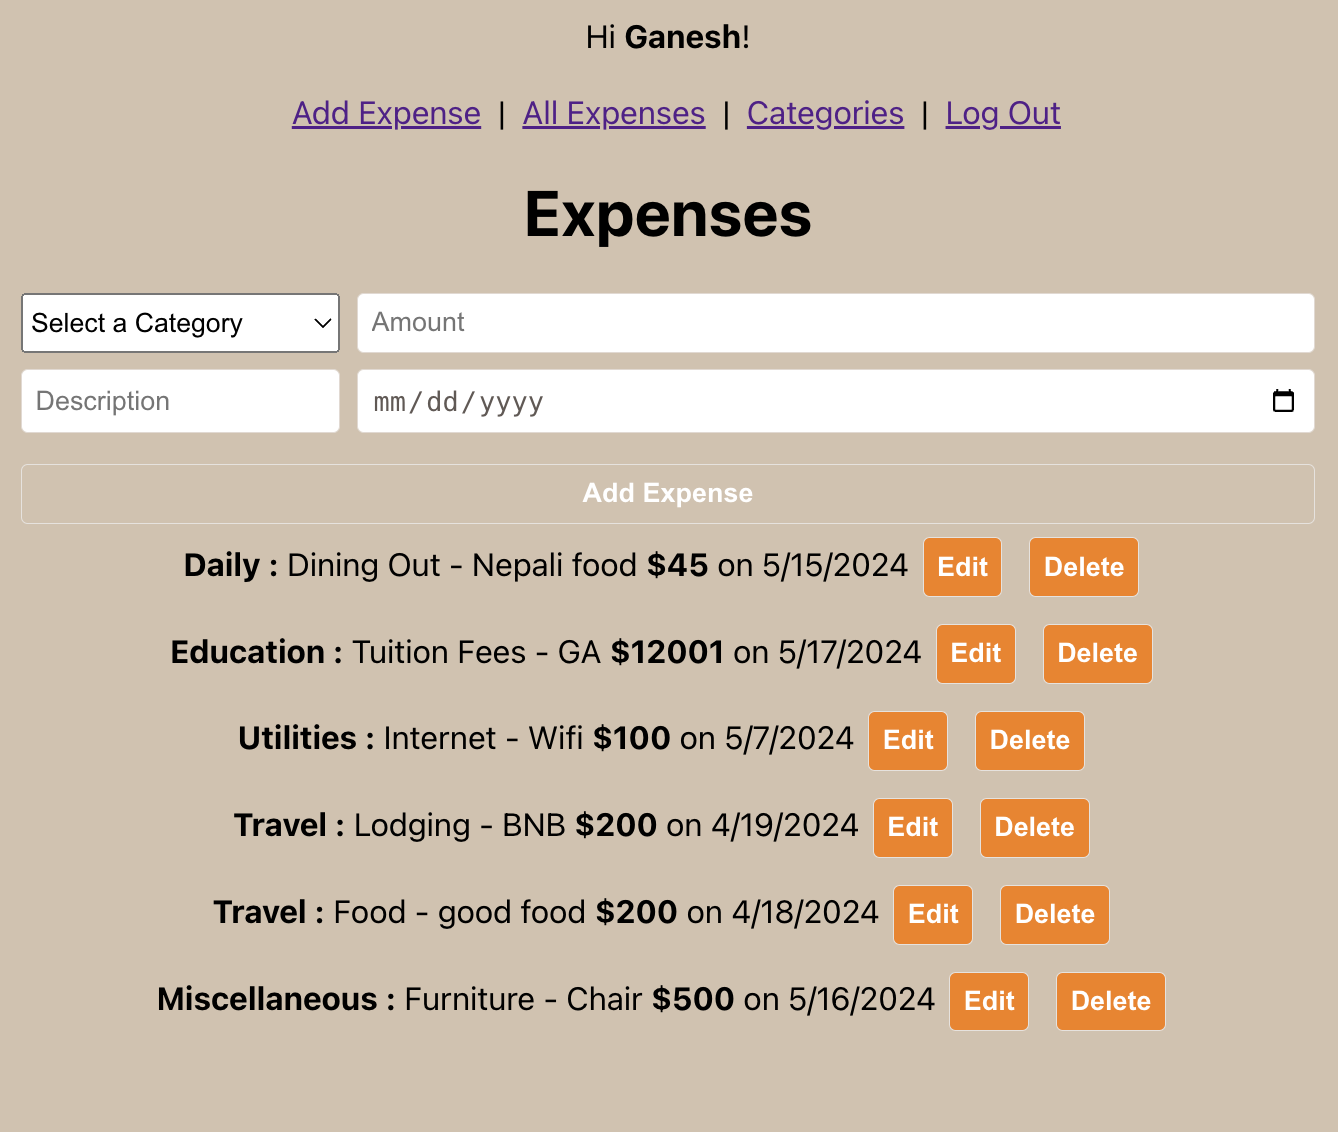 Hi Ganesh!
Add Expense | All Expenses | Categories | Log Out
Expenses
Select a Category Amount
Description mm/dd/yyyy
Add Expense
Daily : Dining Out - Nepali food $45 on 5/15/2024 Edit Delete
Education : Tuition Fees - GA $12001 on 5/17/2024 Edit Delete
Utilities : Internet - Wifi $100 on 5/7/2024 Edit Delete
Travel : Lodging - BNB $200 on 4/19/2024 Edit Delete
Travel : Food - good food $200 on 4/18/2024 Edit Delete
Miscellaneous : Furniture - Chair $500 on 5/16/2024 Edit Delete